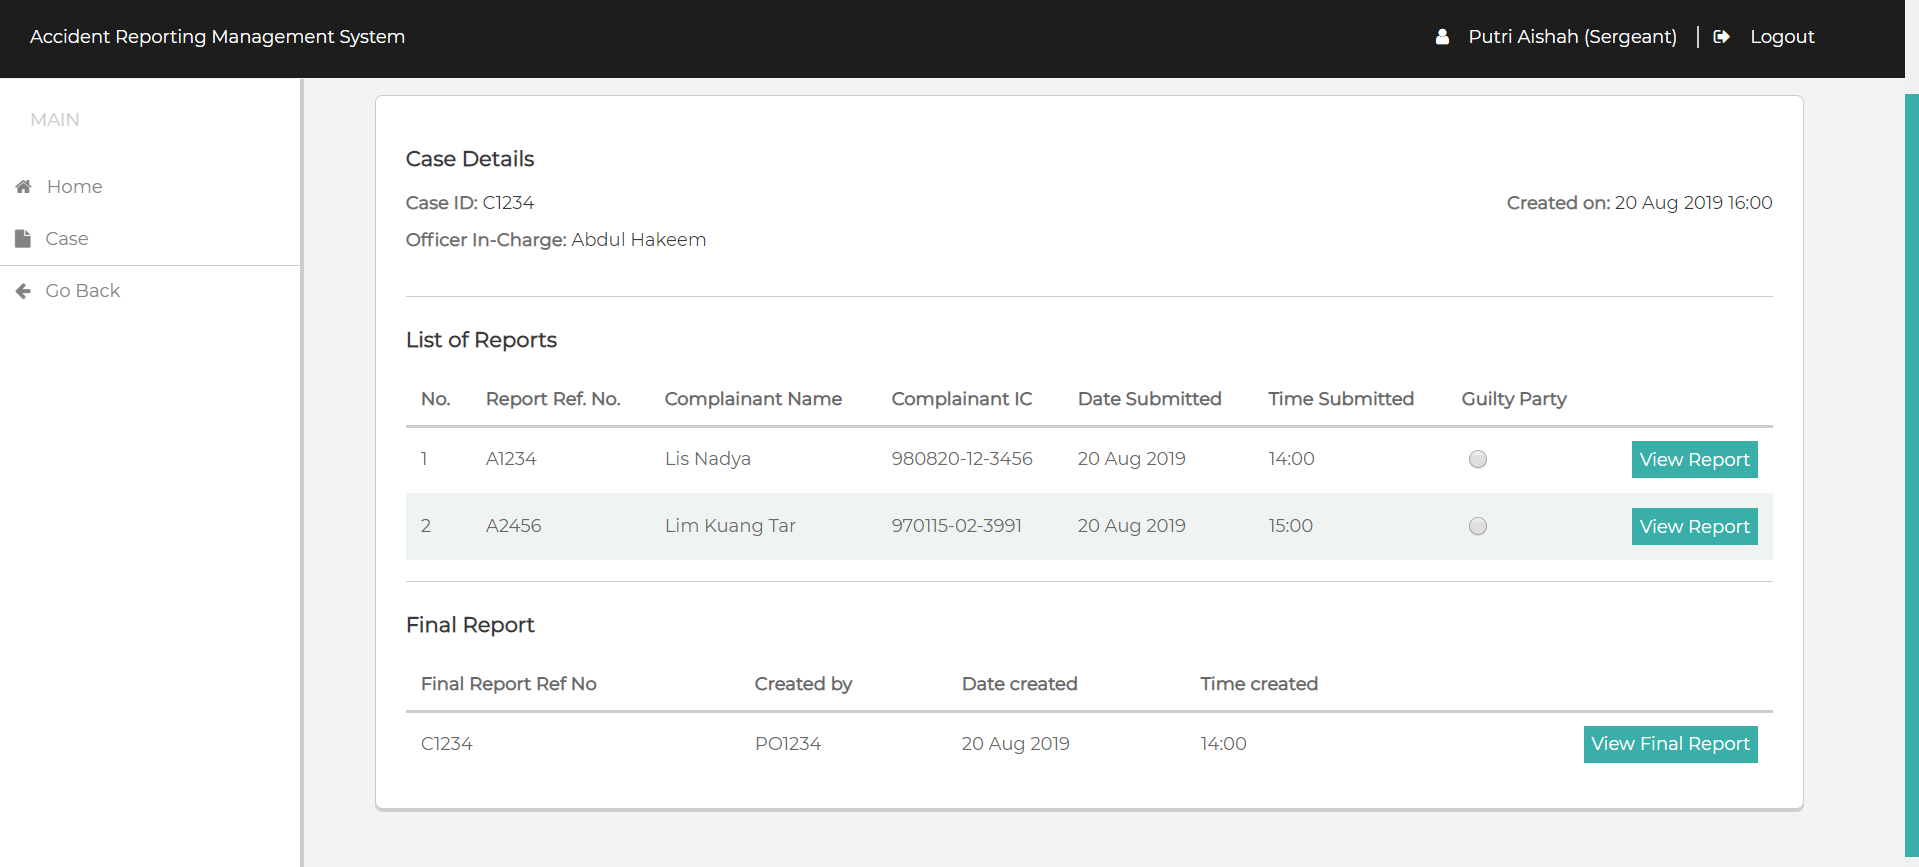 Accident Reporting Management System
Putri Aishah (Sergeant) | Logout
MAIN
Home
Case
Go Back
Case Details
Case ID: C1234
Created on: 20 Aug 2019 16:00
Officer In-Charge: Abdul Hakeem
List of Reports
No. Report Ref. No. Complainant Name Complainant IC Date Submitted Time Submitted Guilty Party
1 A1234 Lis Nadya 980820-12-3456 20 Aug 2019 14:00 View Report
2 A2456 Lim Kuang Tar 970115-02-3991 20 Aug 2019 15:00 View Report
Final Report
Final Report Ref No Created by Date created Time created
C1234 PO1234 20 Aug 2019 14:00 View Final Report